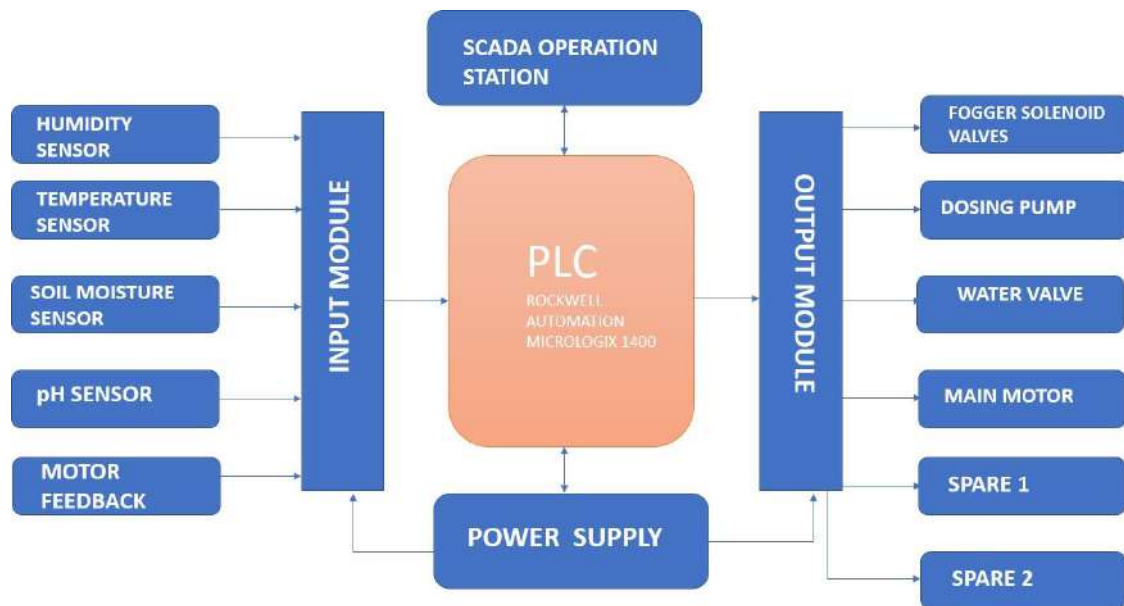 SCADA OPERATION
STATION
HUMIDITY
SENSOR
TEMPERATURE
SENSOR
SOIL MOISTURE
SENSOR
pH SENSOR
MOTOR
FEEDBACK
INPUT MODULE
PLC
ROCKWELL
AUTOMATION
MICROLOGIX 1400
POWER SUPPLY
OUTPUT MODULE
FOGGER SOLENOID
VALVES
DOSING PUMP
WATER VALVE
MAIN MOTOR
SPARE 1
SPARE 2